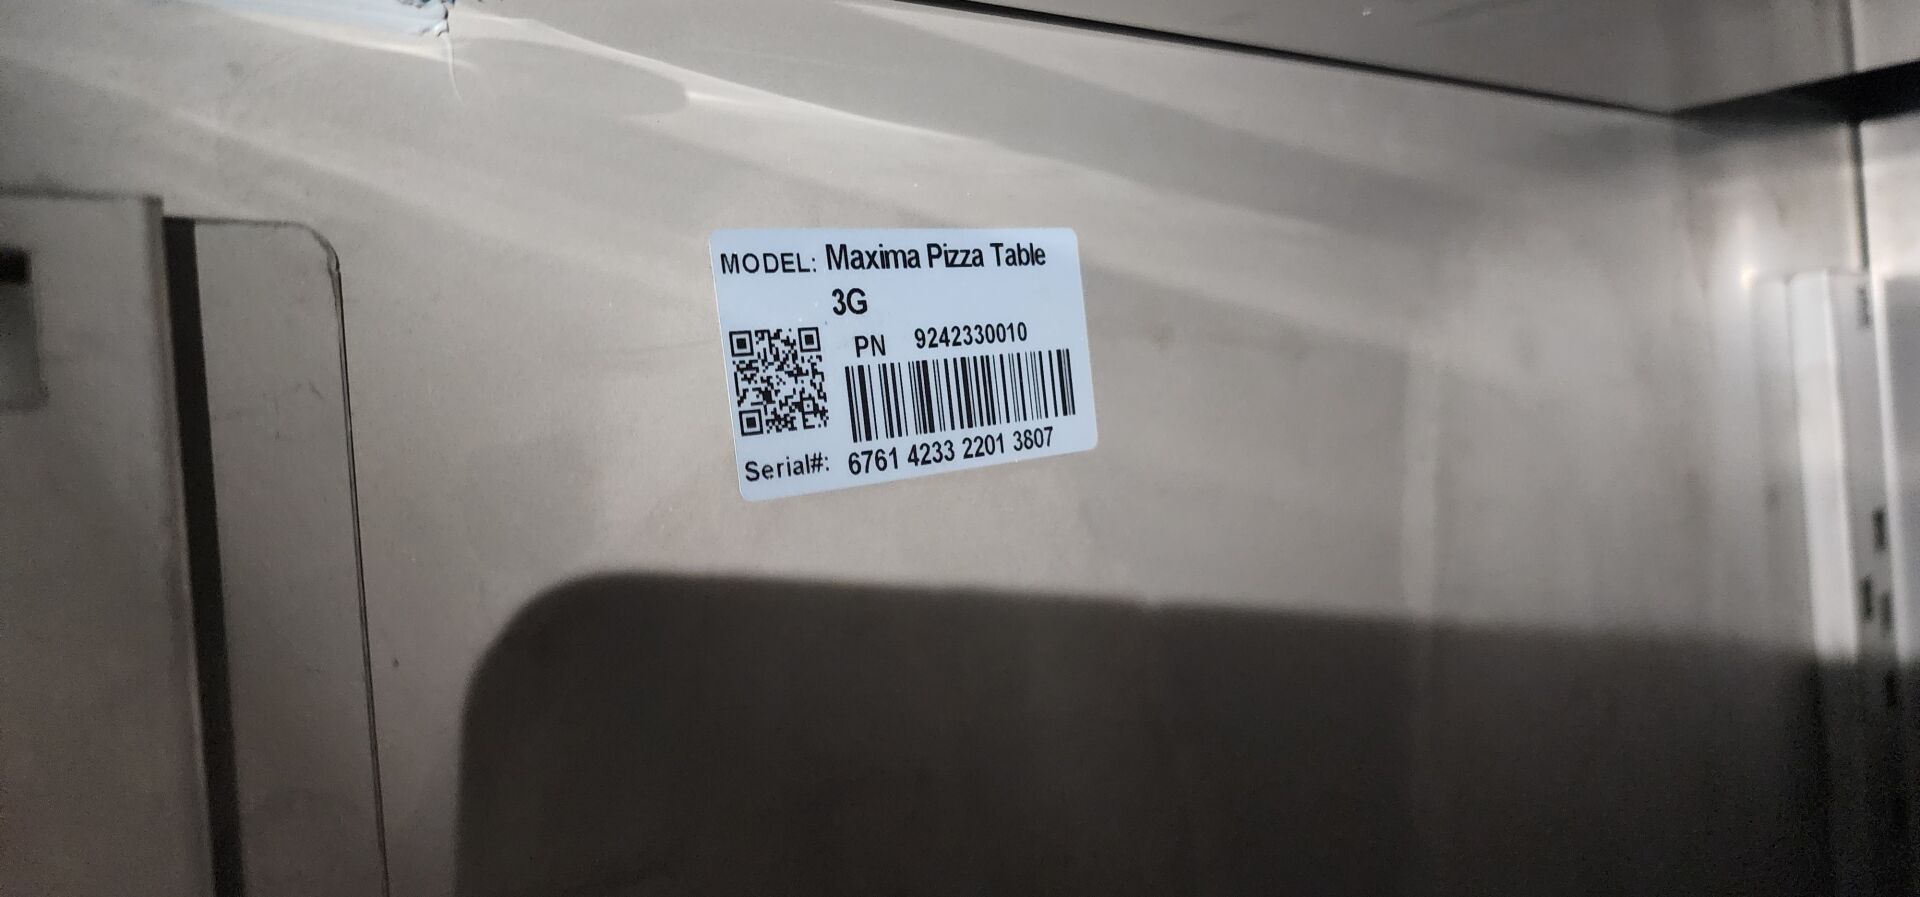 MODEL: Maxima Pizza Table
3G
PN 9242330010
Serial#: 6761 4233 2201 3807